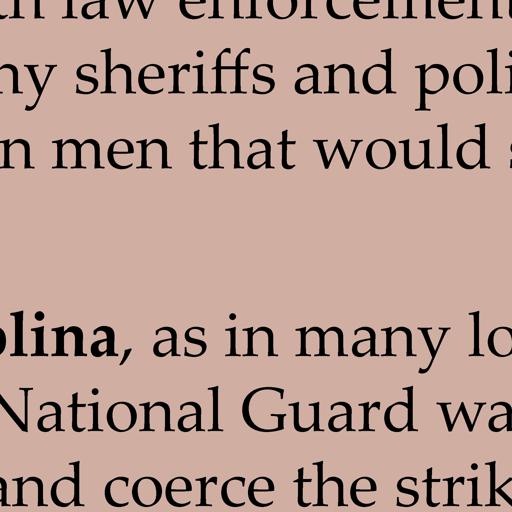 law enforcement
ny sheriffs and poli
n men that would s
olina, as in many lo
National Guard wa
and coerce the strik